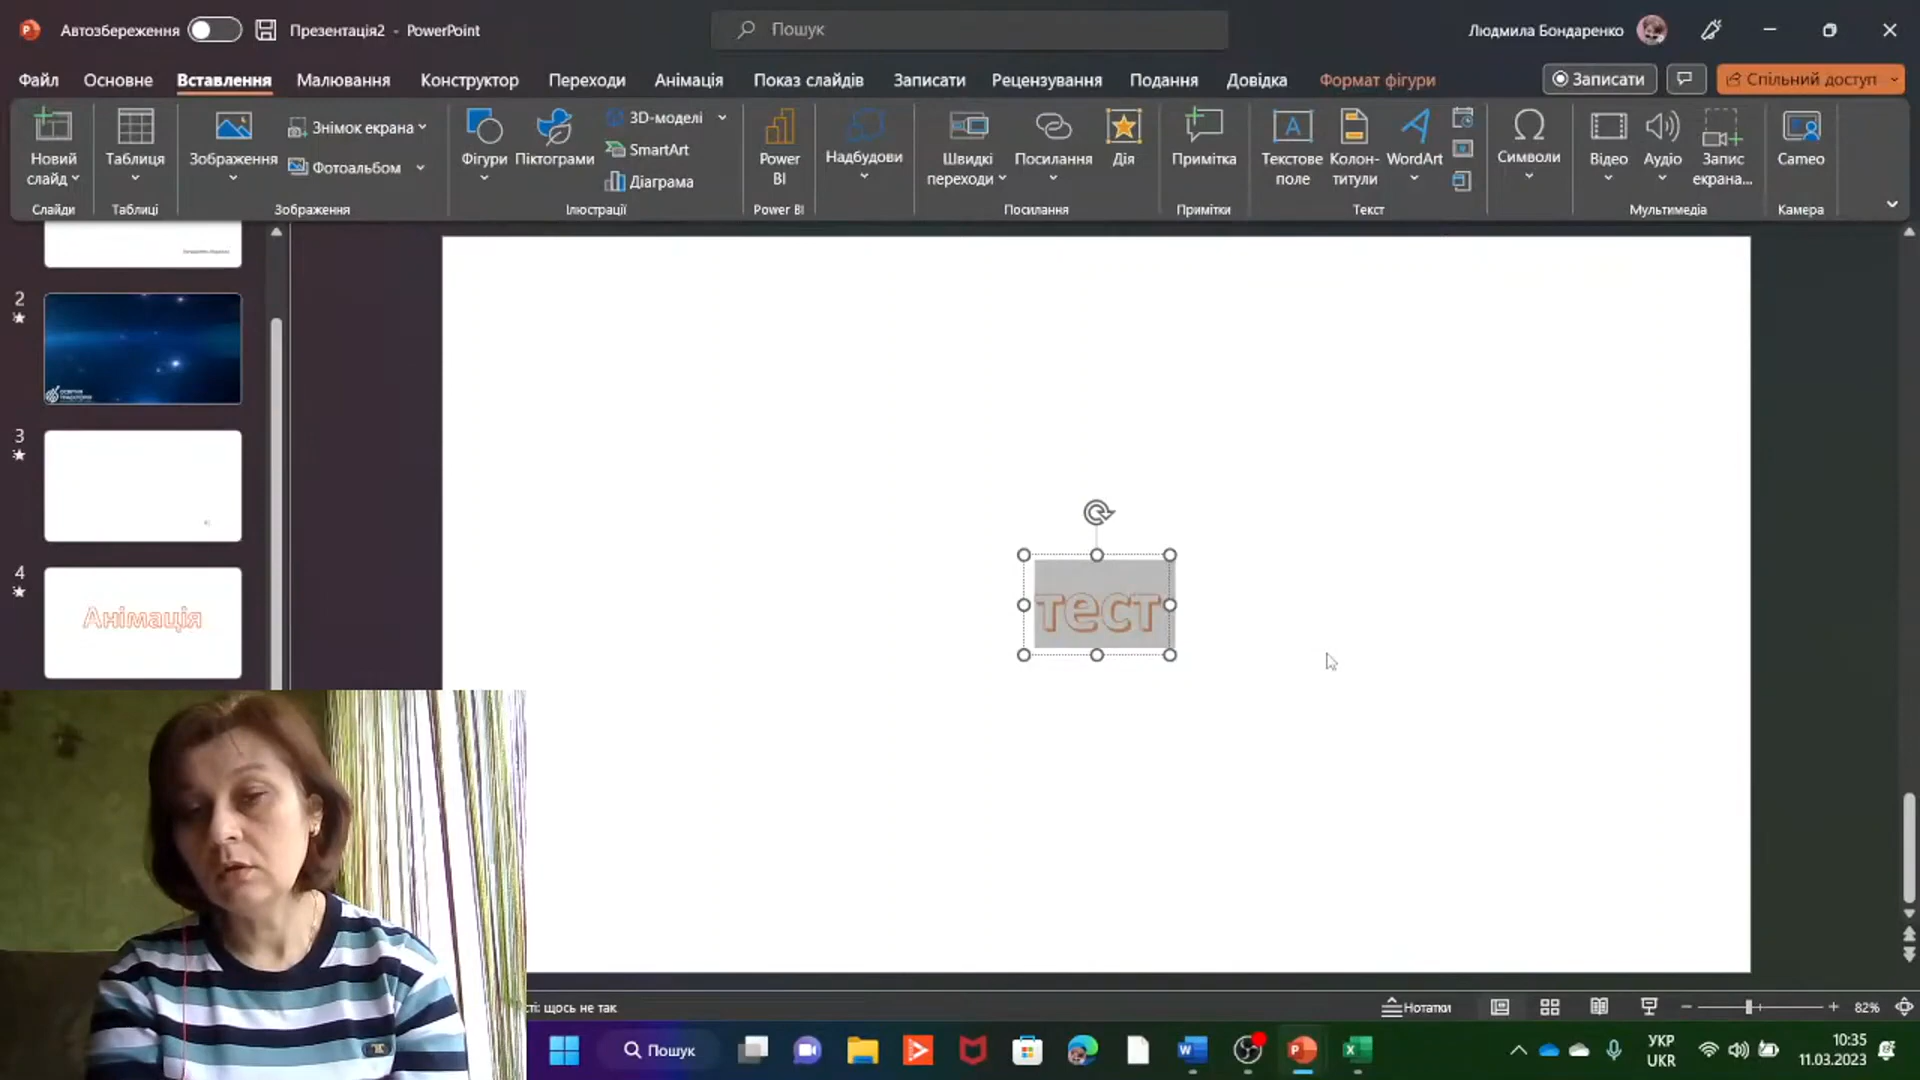 Автозбереження
Презентація2 - PowerPoint
Пошук
Людмила Бондаренко
Файл Основне Вставлення Малювання Конструктор Переходи Анімація Показ слайдів Записати Рецензування Подання Довідка Формат фігури
Записати
Спільний доступ
Новий слайд
Таблиця
Зображення
Знімок екрана
Фотоальбом
Фігури
Піктограми
3D-моделі
SmartArt
Діаграма
Power BI
Надбудови
Швидкі переходи
Посилання
Дія
Примітка
Текстове поле
Колон-титули
WordArt
Символи
Відео
Аудіо
Запис екрана...
Cameo
Слайди Таблиці Зображення Ілюстрації Power BI Посилання Примітки Текст Мультимедіа Камера
2
3
4
Анімація
тест
ті: щось не так
Нотатки
82%
Пошук
УКР
UKR
10:35
11.03.2023